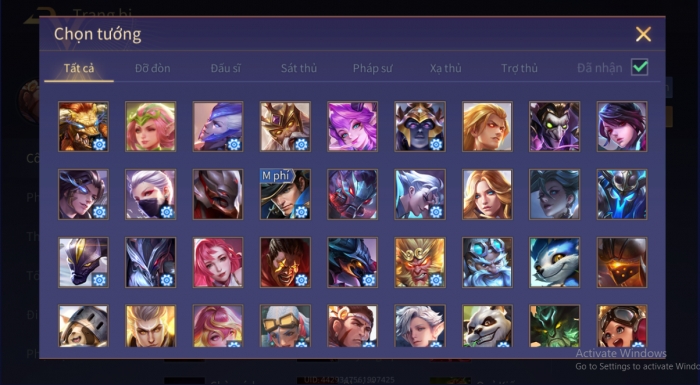 Trang bị
Chọn tướng
Tất cả Đỡ đòn Đấu sĩ Sát thủ Pháp sư Xạ thủ Trợ thủ Đã nhận
M phí
Activate Windows
Go to Settings to activate Windows